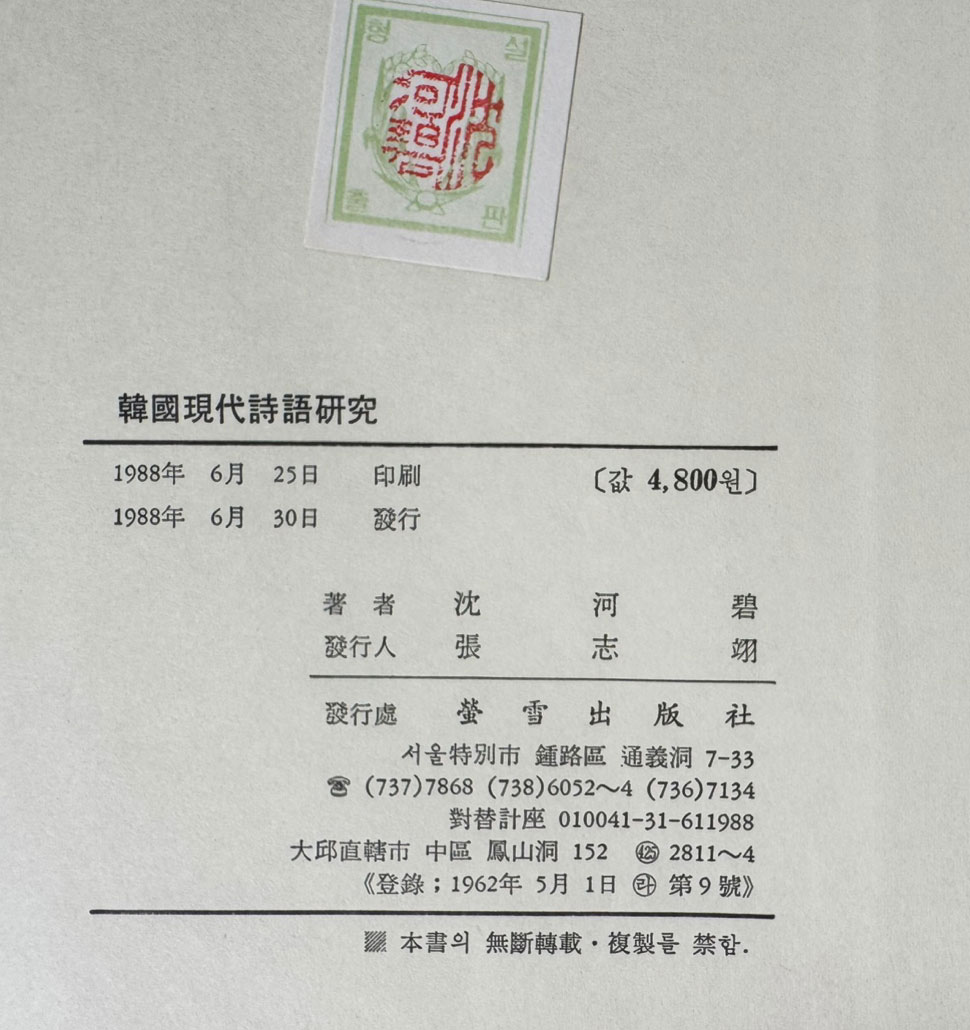 형 설
출 판
韓國現代詩語研究
1988年 6月 25日 印刷 〔값 4,800원〕
1988年 6月 30日 發行
著 者 沈 河 碧
發行人 張 志 翊
發行處 螢 雪 出 版 社
서울特別市 鍾路區 通義洞 7-33
☎ (737)7868 (738)6052~4 (736)7134
對替計座 010041-31-611988
大邱直轄市 中區 鳳山洞 152 ㊷5 2811~4
《登錄 ; 1962年 5月 1日 ㉱ 第9號》
▨ 本書의 無斷轉載·複製를 禁함.